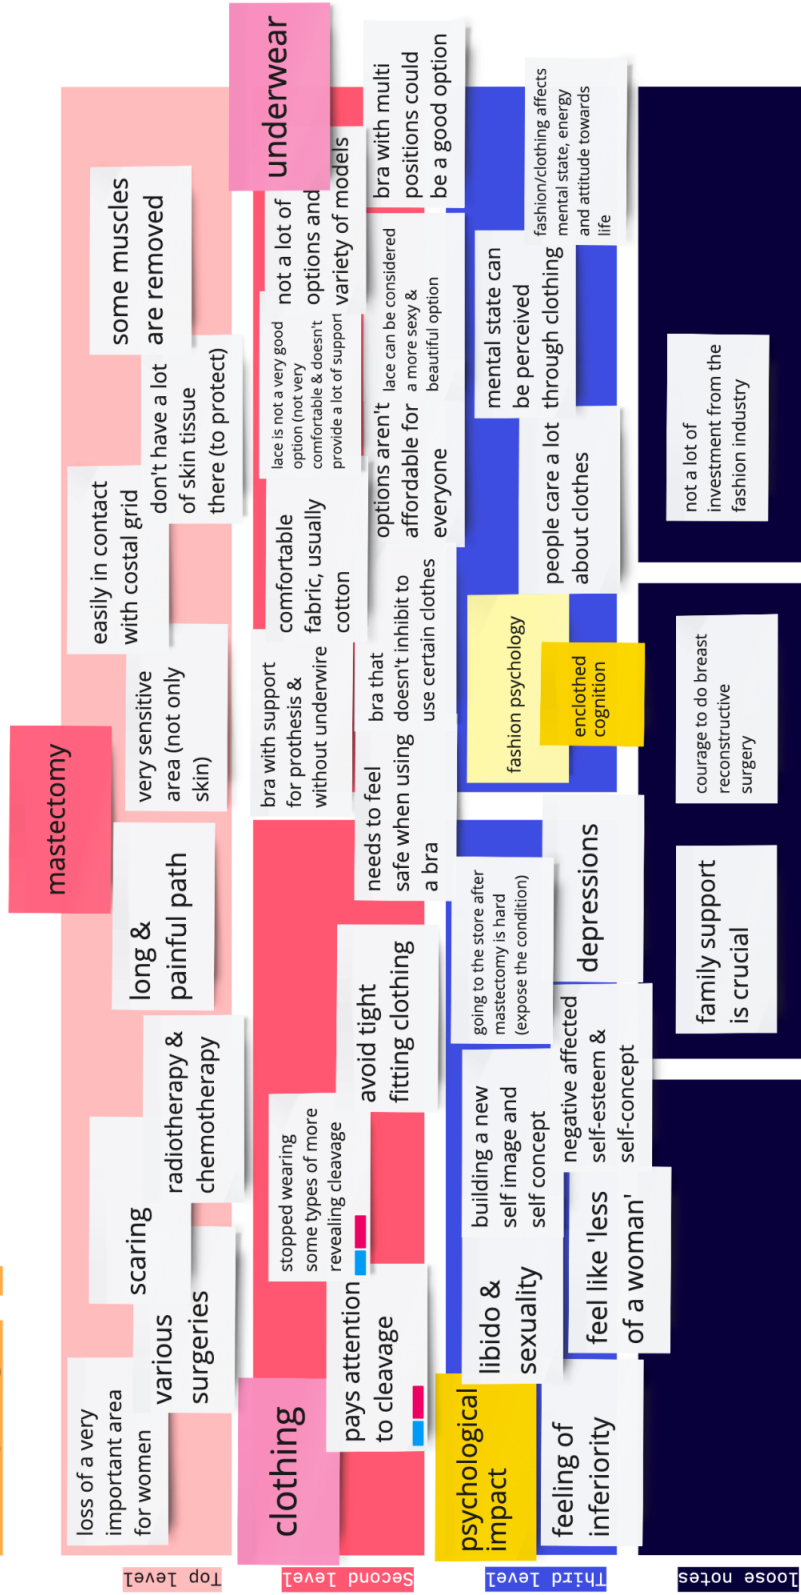 mastectomy
loss of a very
important area
for women
various
surgeries
scaring
radiotherapy &
chemotherapy
long &
painful path
very sensitive
area (not only
skin)
easily in contact
with costal grid
don't have a lot
of skin tissue
there (to protect)
some muscles
are removed
clothing
pays attention
to cleavage
stopped wearing
some types of more
revealing cleavage
avoid tight
fitting clothing
underwear
bra with support
for prothesis &
without underwire
needs to feel
safe when using
a bra
bra that
doesn't inhibit to
use certain clothes
comfortable
fabric, usually
cotton
options aren't
affordable for
everyone
lace is not a very good
option (not very
comfortable & doesn't
provide a lot of support
lace can be considered
a more sexy &
beautiful option
not a lot of
options and
variety of models
bra with multi
positions could
be a good option
psychological
impact
feeling of
inferiority
libido &
sexuality
feel like 'less
of a woman'
building a new
self image and
self concept
negative affected
self-esteem &
self-concept
going to the store after
mastectomy is hard
(expose the condition)
depressions
fashion psychology
enclothed
cognition
people care a lot
about clothes
mental state can
be perceived
through clothing
fashion/clothing affects
mental state, energy
and attitude towards
life
family support
is crucial
courage to do breast
reconstructive
surgery
not a lot of
investment from the
fashion industry
Top level
Second level
Third level
Loose notes